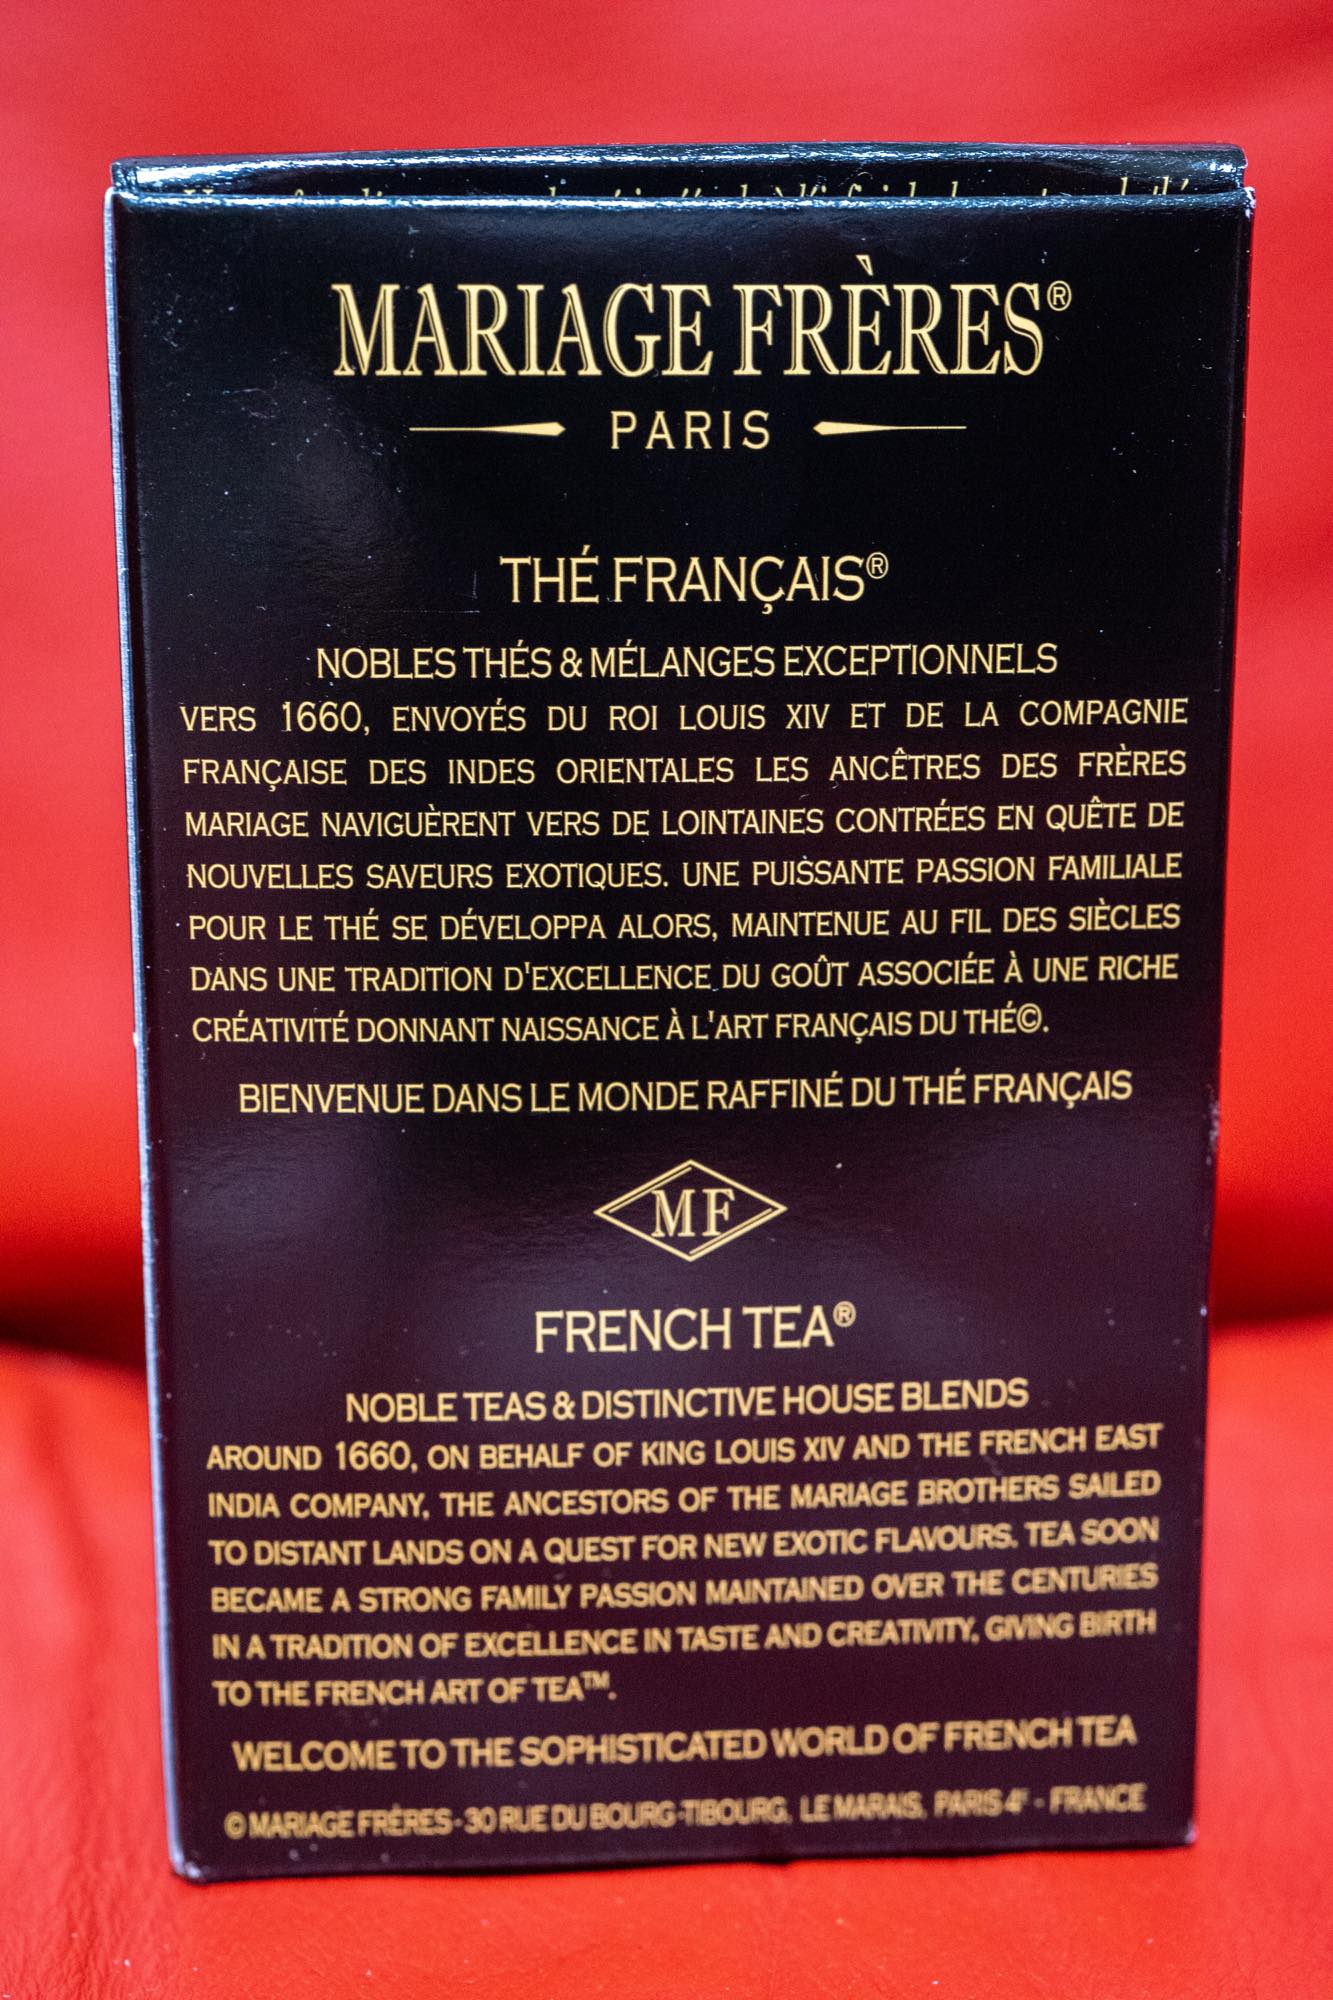 MARIAGE FRÈRES®
PARIS
THÉ FRANÇAIS®
NOBLES THÉS & MÉLANGES EXCEPTIONNELS
VERS 1660, ENVOYÉS DU ROI LOUIS XIV ET DE LA COMPAGNIE
FRANÇAISE DES INDES ORIENTALES LES ANCÊTRES DES FRÈRES
MARIAGE NAVIGUÈRENT VERS DE LOINTAINES CONTRÉES EN QUÊTE DE
NOUVELLES SAVEURS EXOTIQUES. UNE PUISSANTE PASSION FAMILIALE
POUR LE THÉ SE DÉVELOPPA ALORS, MAINTENUE AU FIL DES SIÈCLES
DANS UNE TRADITION D'EXCELLENCE DU GOÛT ASSOCIÉE À UNE RICHE
CRÉATIVITÉ DONNANT NAISSANCE À L'ART FRANÇAIS DU THÉ©.
BIENVENUE DANS LE MONDE RAFFINÉ DU THÉ FRANÇAIS
MF
FRENCH TEA®
NOBLE TEAS & DISTINCTIVE HOUSE BLENDS
AROUND 1660, ON BEHALF OF KING LOUIS XIV AND THE FRENCH EAST
INDIA COMPANY, THE ANCESTORS OF THE MARIAGE BROTHERS SAILED
TO DISTANT LANDS ON A QUEST FOR NEW EXOTIC FLAVOURS. TEA SOON
BECAME A STRONG FAMILY PASSION MAINTAINED OVER THE CENTURIES
IN A TRADITION OF EXCELLENCE IN TASTE AND CREATIVITY, GIVING BIRTH
TO THE FRENCH ART OF TEA™.
WELCOME TO THE SOPHISTICATED WORLD OF FRENCH TEA
© MARIAGE FRÈRES - 30 RUE DU BOURG-TIBOURG, LE MARAIS, PARIS 4ᵉ - FRANCE